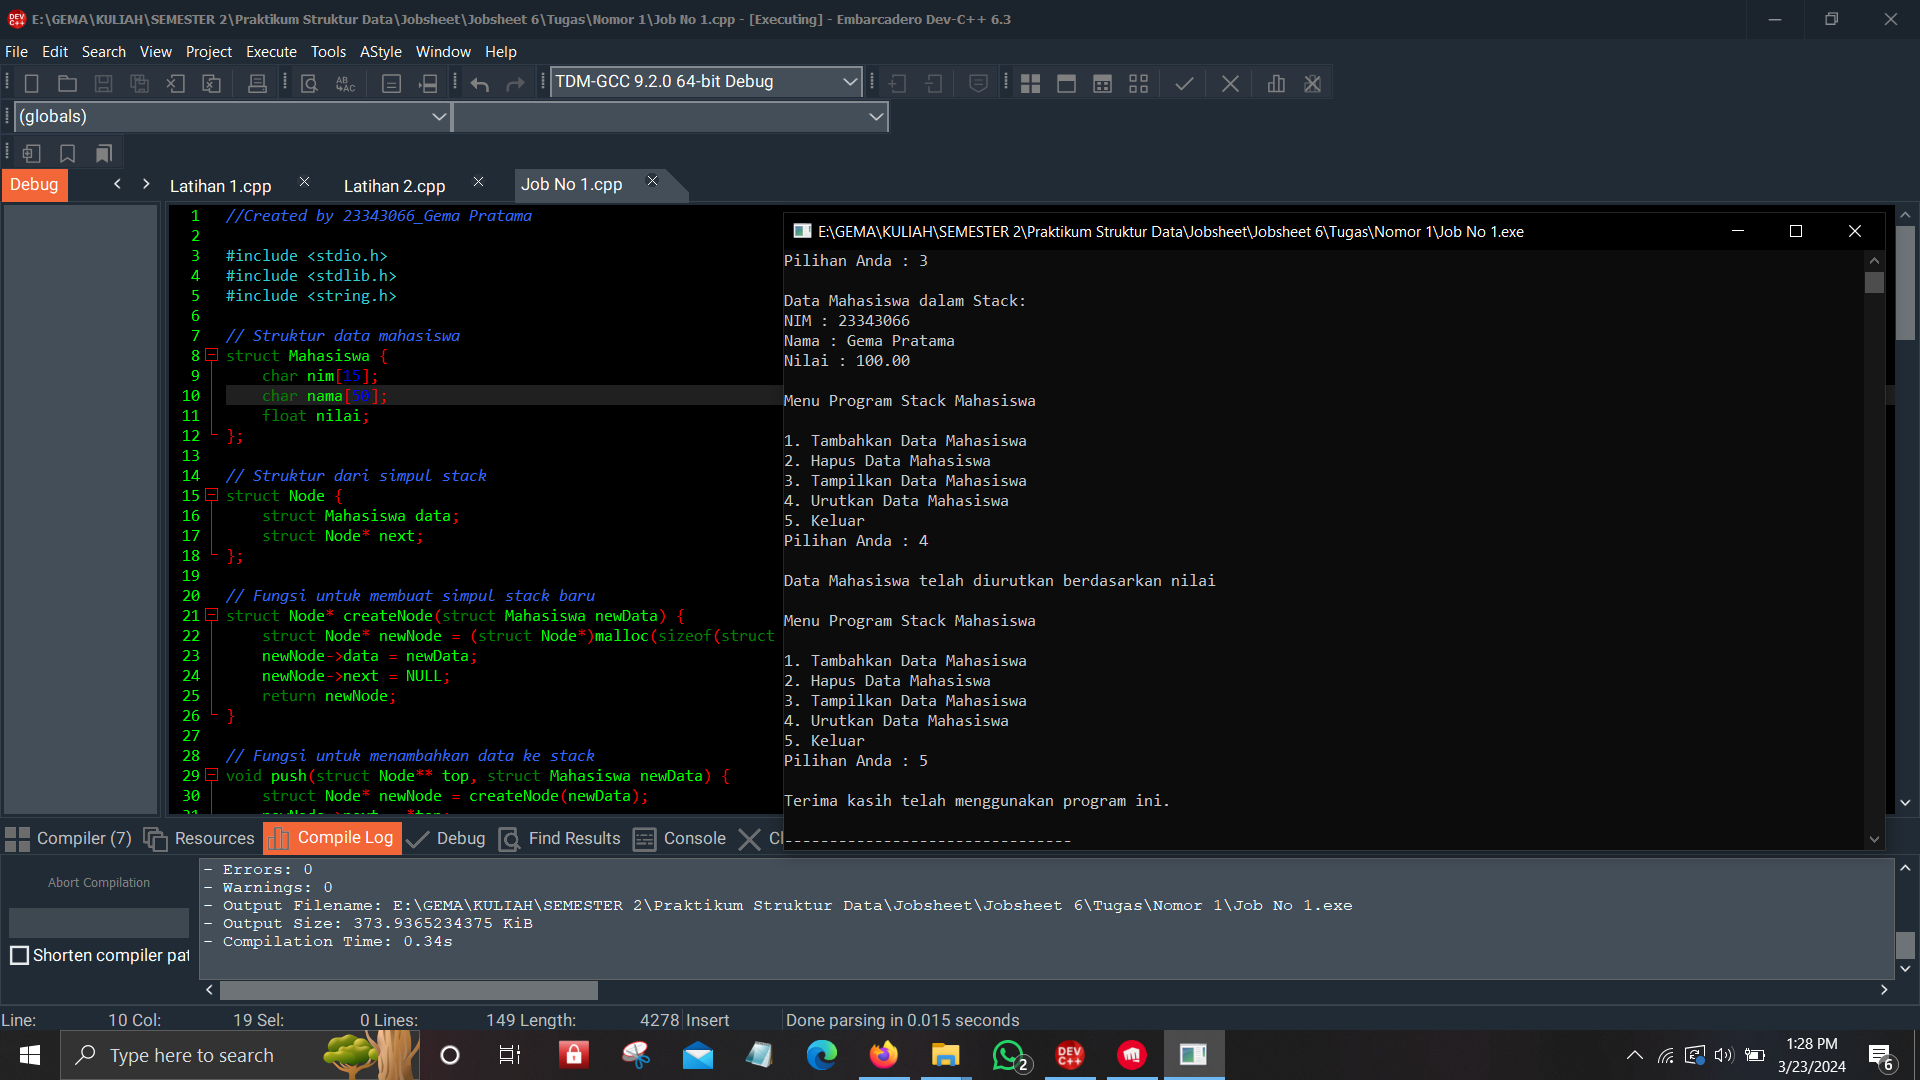 E:\GEMA\KULIAH\SEMESTER 2\Praktikum Struktur Data\Jobsheet\Jobsheet 6\Tugas\Nomor 1\Job No 1.cpp - [Executing] - Embarcadero Dev-C++ 6.3
File Edit Search View Project Execute Tools AStyle Window Help
TDM-GCC 9.2.0 64-bit Debug
(globals)
Debug
Latihan 1.cpp
Latihan 2.cpp
Job No 1.cpp
1 //Created by 23343066_Gema Pratama
2
3 #include <stdio.h>
4 #include <stdlib.h>
5 #include <string.h>
6
7 // Struktur data mahasiswa
8 struct Mahasiswa {
9 char nim[15];
10 char nama[50];
11 float nilai;
12 };
13
14 // Struktur dari simpul stack
15 struct Node {
16 struct Mahasiswa data;
17 struct Node* next;
18 };
19
20 // Fungsi untuk membuat simpul stack baru
21 struct Node* createNode(struct Mahasiswa newData) {
22 struct Node* newNode = (struct Node*)malloc(sizeof(struct
23 newNode->data = newData;
24 newNode->next = NULL;
25 return newNode;
26 }
27
28 // Fungsi untuk menambahkan data ke stack
29 void push(struct Node** top, struct Mahasiswa newData) {
30 struct Node* newNode = createNode(newData);
E:\GEMA\KULIAH\SEMESTER 2\Praktikum Struktur Data\Jobsheet\Jobsheet 6\Tugas\Nomor 1\Job No 1.exe
Pilihan Anda : 3
Data Mahasiswa dalam Stack:
NIM : 23343066
Nama : Gema Pratama
Nilai : 100.00
Menu Program Stack Mahasiswa
1. Tambahkan Data Mahasiswa
2. Hapus Data Mahasiswa
3. Tampilkan Data Mahasiswa
4. Urutkan Data Mahasiswa
5. Keluar
Pilihan Anda : 4
Data Mahasiswa telah diurutkan berdasarkan nilai
Menu Program Stack Mahasiswa
1. Tambahkan Data Mahasiswa
2. Hapus Data Mahasiswa
3. Tampilkan Data Mahasiswa
4. Urutkan Data Mahasiswa
5. Keluar
Pilihan Anda : 5
Terima kasih telah menggunakan program ini.
--------------------------------
Compiler (7) Resources Compile Log Debug Find Results Console
Abort Compilation
Shorten compiler pat
- Errors: 0
- Warnings: 0
- Output Filename: E:\GEMA\KULIAH\SEMESTER 2\Praktikum Struktur Data\Jobsheet\Jobsheet 6\Tugas\Nomor 1\Job No 1.exe
- Output Size: 373.9365234375 KiB
- Compilation Time: 0.34s
Line: 10 Col: 19 Sel: 0 Lines: 149 Length: 4278 Insert Done parsing in 0.015 seconds
Type here to search
2
DEV C++
1:28 PM
3/23/2024
6